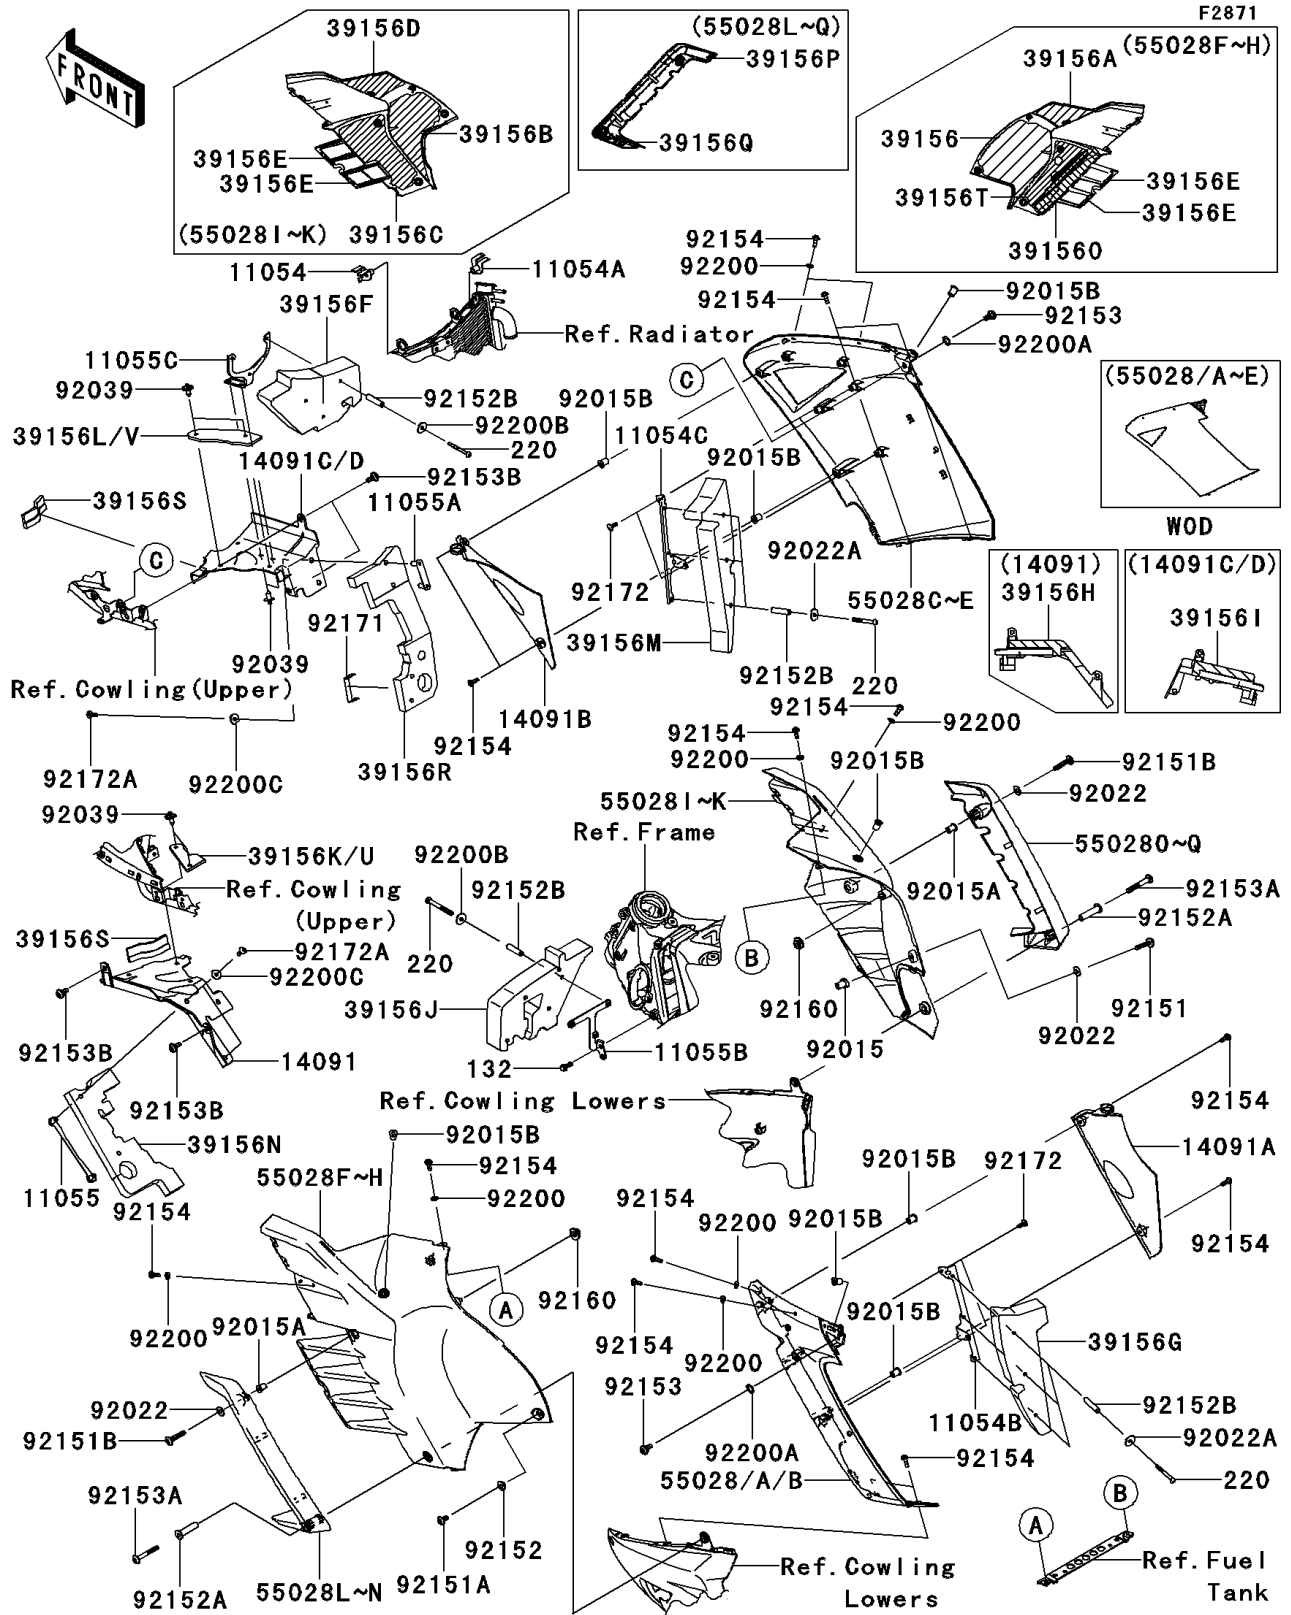 F2871
FRONT
39156D
39156B
39156E
39156E
(55028I~K) 39156C
(55028L~Q)
39156P
39156Q
(55028F~H)
39156A
39156
39156T
39156E
39156E
39156O
11054
11054A
39156F
Ref.Radiator
11055C
92039
92152B
92200B
220
39156L/V
14091C/D
92153B
39156S
C
11055A
92015B
92154
92200
92154
92015B
92153
92200A
C
11054C
92015B
92022A
(55028/A~E)
WOD
(14091)
39156H
(14091C/D)
39156I
92172
39156M
55028C~E
92152B
220
92171
92039
Ref.Cowling(Upper)
92172A
92200C
92154
14091B
39156R
92154
92154
92200
92200
92015B
55028I~K
Ref.Frame
92151B
92022
55028O~Q
92015A
92153A
92152A
B
92160
92015
92151
92022
92039
39156K/U
Ref.Cowling
(Upper)
39156S
92172A
92200C
92153B
14091
92153B
39156N
11055
92200B
92152B
220
39156J
132
11055B
Ref.Cowling Lowers
92015B
92154
92200
55028F~H
92154
92200
92160
A
92015A
92022
92151B
92153A
92152A
55028L~N
92151A
92152
92154
92200
92015B
92015B
92172
92154
14091A
92154
92154
92200
92153
92200A
55028/A/B
92015B
39156G
11054B
92154
92152B
92022A
220
Ref.Cowling
Lowers
A
B
Ref.Fuel
Tank